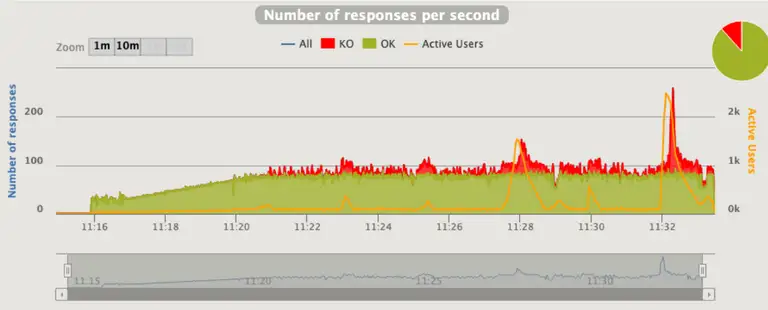 Number of responses per second
Zoom 1m 10m
All KO OK Active Users
Number of responses
200
100
0
2k
1k
0k
Active Users
11:16 11:18 11:20 11:22 11:24 11:26 11:28 11:30 11:32
11:15 11:20 11:25 11:30